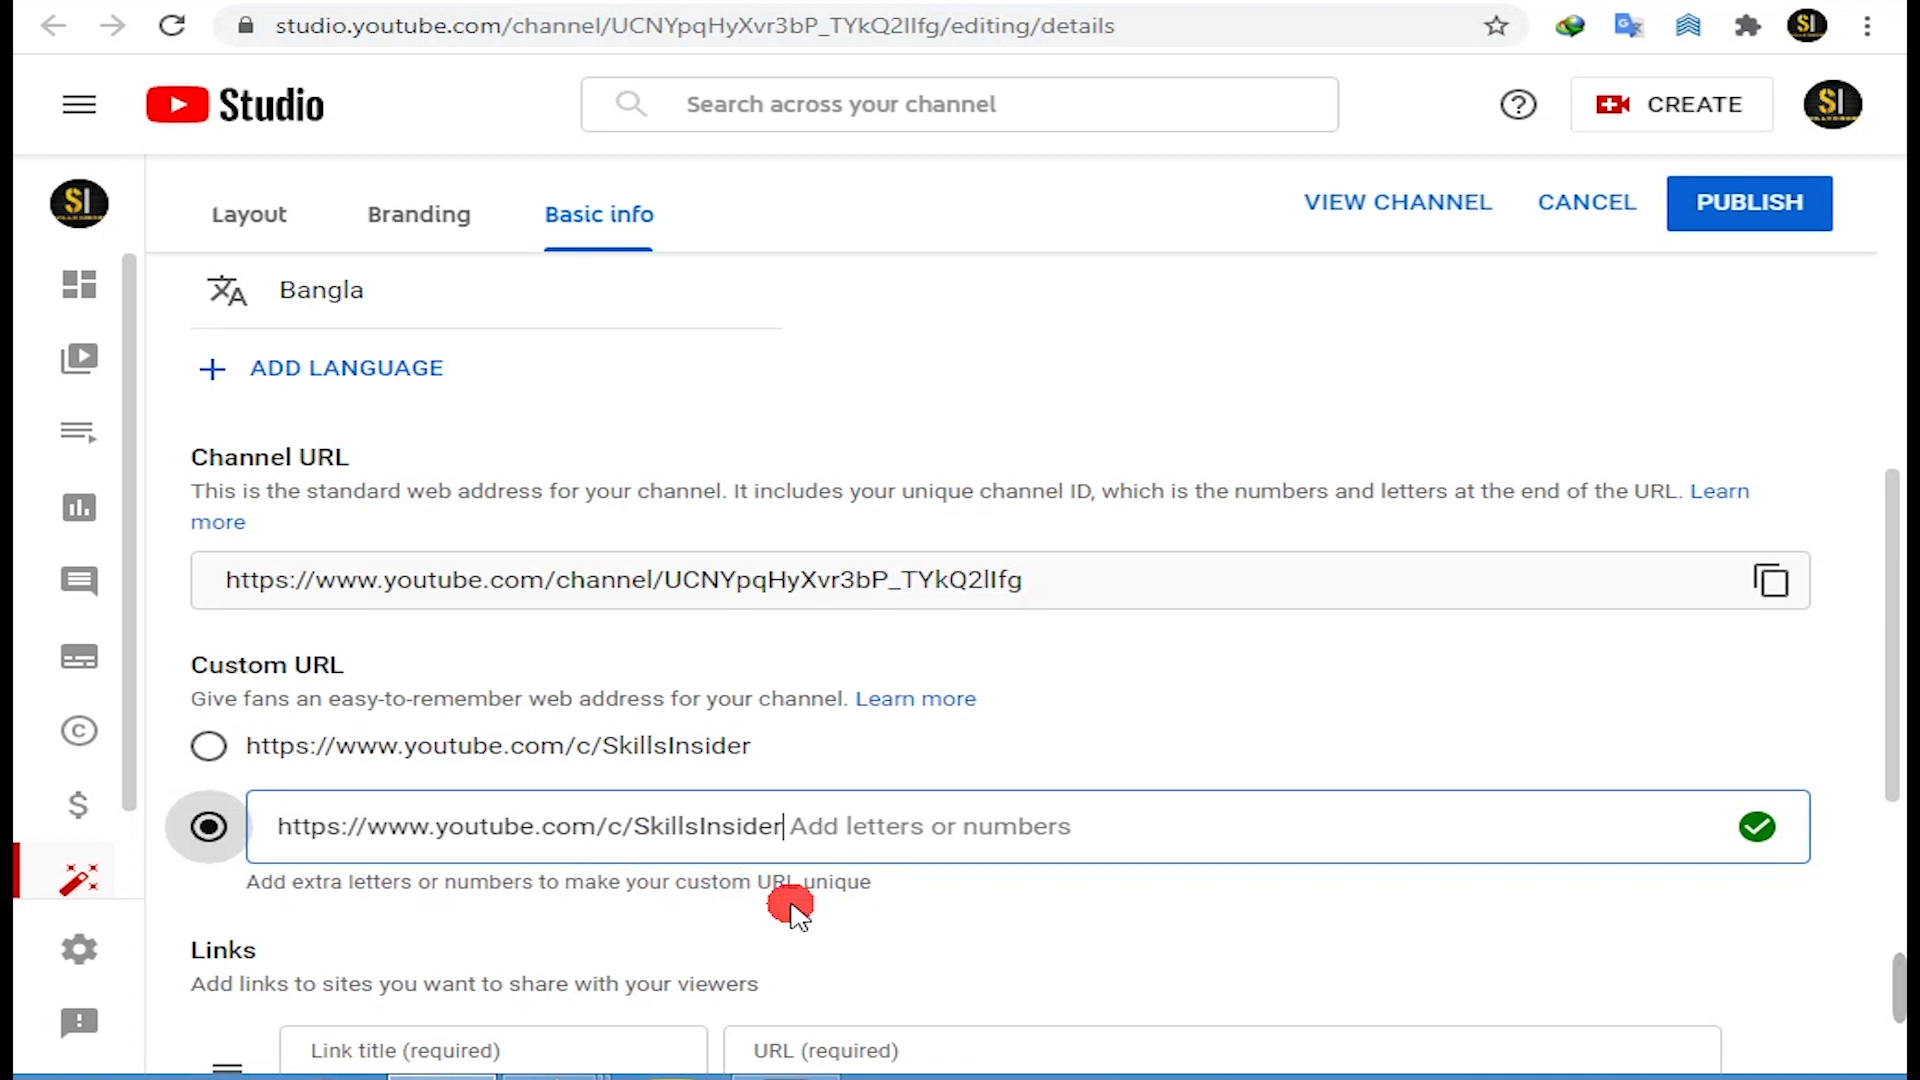 studio.youtube.com/channel/UCNYpqHyXvr3bP_TYkQ2lIfg/editing/details
Studio
Search across your channel
CREATE
SI
SI
Layout
Branding
Basic info
VIEW CHANNEL
CANCEL
PUBLISH
Bangla
ADD LANGUAGE
Channel URL
This is the standard web address for your channel. It includes your unique channel ID, which is the numbers and letters at the end of the URL. Learn
more
https://www.youtube.com/channel/UCNYpqHyXvr3bP_TYkQ2lIfg
Custom URL
Give fans an easy-to-remember web address for your channel. Learn more
https://www.youtube.com/c/SkillsInsider
https://www.youtube.com/c/SkillsInsider Add letters or numbers
Add extra letters or numbers to make your custom URL unique
Links
Add links to sites you want to share with your viewers
Link title (required)
URL (required)